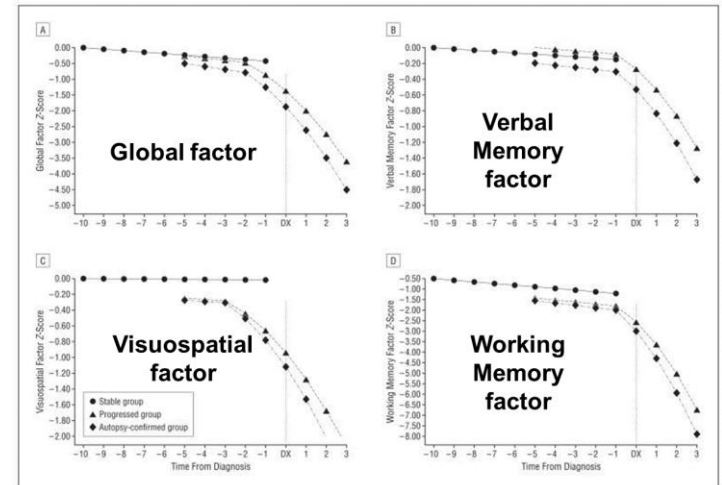 A
0.00
−0.50
−1.00
−1.50
−2.00
−2.50
−3.00
−3.50
−4.00
−4.50
−5.00
Global Factor Z-Score
Global factor
−10 −9 −8 −7 −6 −5 −4 −3 −2 −1 DX 1 2 3
B
0.00
−0.20
−0.40
−0.60
−0.80
−1.00
−1.20
−1.40
−1.60
−1.80
−2.00
Verbal Memory Factor Z-Score
Verbal
Memory
factor
−10 −9 −8 −7 −6 −5 −4 −3 −2 −1 DX 1 2 3
C
0.00
−0.20
−0.40
−0.60
−0.80
−1.00
−1.20
−1.40
−1.60
−1.80
−2.00
Visuospatial Factor Z-Score
Visuospatial
factor
Stable group
Progressed group
Autopsy-confirmed group
−10 −9 −8 −7 −6 −5 −4 −3 −2 −1 DX 1 2 3
Time From Diagnosis
D
−0.50
−1.00
−1.50
−2.00
−2.50
−3.00
−3.50
−4.00
−4.50
−5.00
−5.50
−6.00
−6.50
−7.00
−7.50
−8.00
Working Memory Factor Z-Score
Working
Memory
factor
−10 −9 −8 −7 −6 −5 −4 −3 −2 −1 DX 1 2 3
Time From Diagnosis